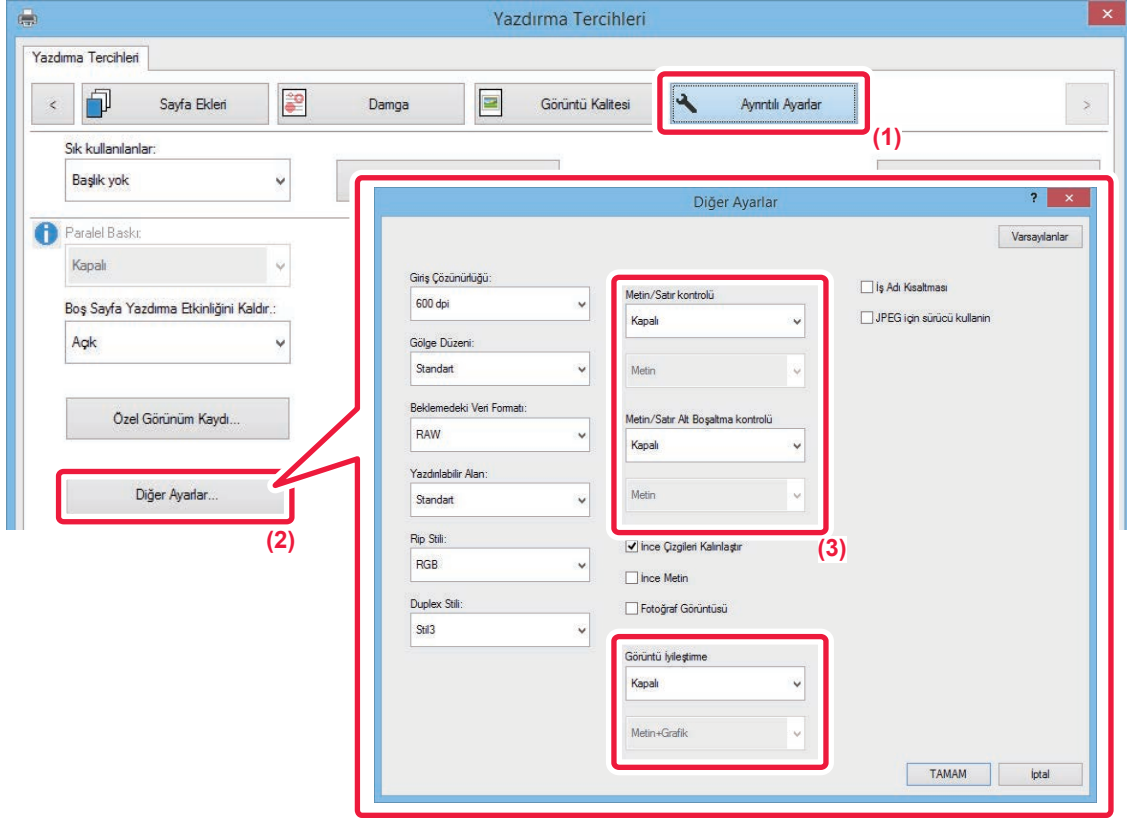 Yazdırma Tercihleri
Yazdırma Tercihleri
<
Sayfa Ekleri
Damga
Görüntü Kalitesi
Ayrıntılı Ayarlar
>
(1)
Sık kullanılanlar:
Başlık yok
Paralel Baskı:
Kapalı
Boş Sayfa Yazdırma Etkinliğini Kaldır.:
Açık
Özel Görünüm Kaydı...
Diğer Ayarlar...
(2)
Diğer Ayarlar
?
Varsayılanlar
Giriş Çözünürlüğü:
600 dpi
Gölge Düzeni:
Standart
Beklemedeki Veri Formatı:
RAW
Yazdırılabilir Alan:
Standart
Rip Stili:
RGB
Duplex Stili:
Stil3
Metin/Satır kontrolü
Kapalı
Metin
Metin/Satır Alt Boşaltma kontrolü
Kapalı
Metin
(3)
İnce Çizgileri Kalınlaştır
İnce Metin
Fotoğraf Görüntüsü
Görüntü İyileştirme
Kapalı
Metin+Grafik
İş Adı Kısaltması
JPEG için sürücü kullanin
TAMAM
İptal